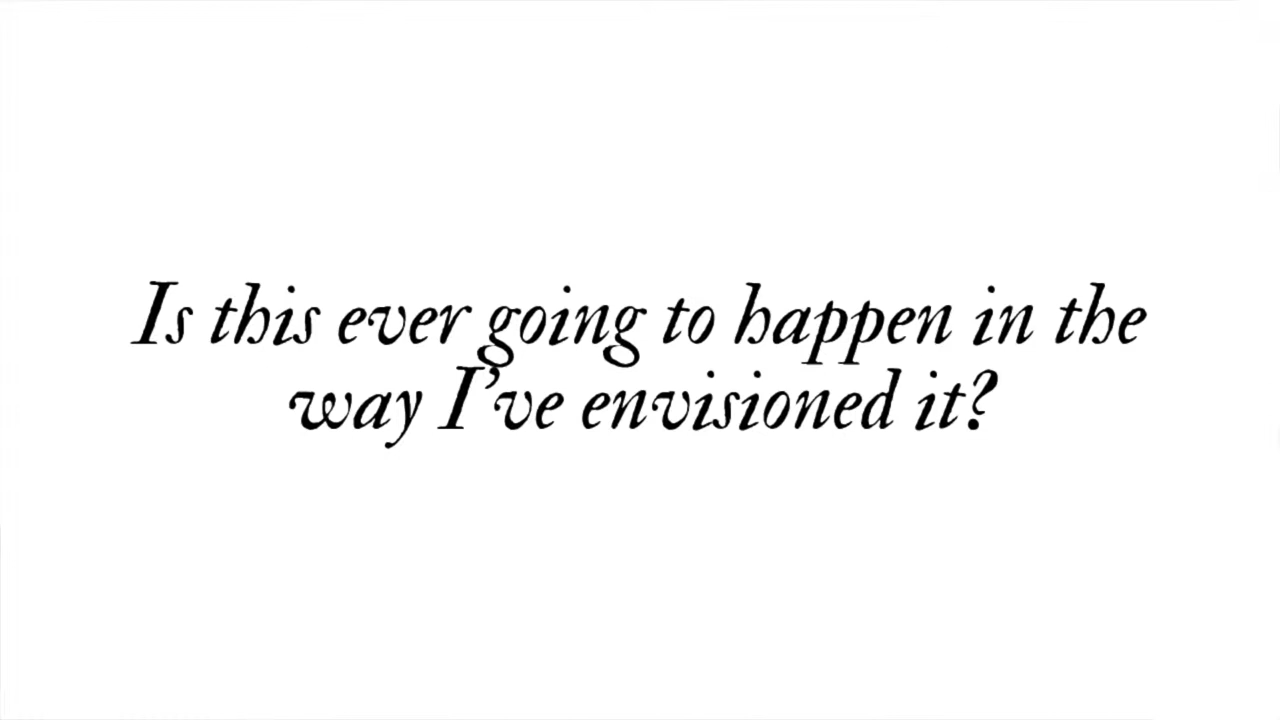 Is this ever going to happen in the
way I’ve envisioned it?